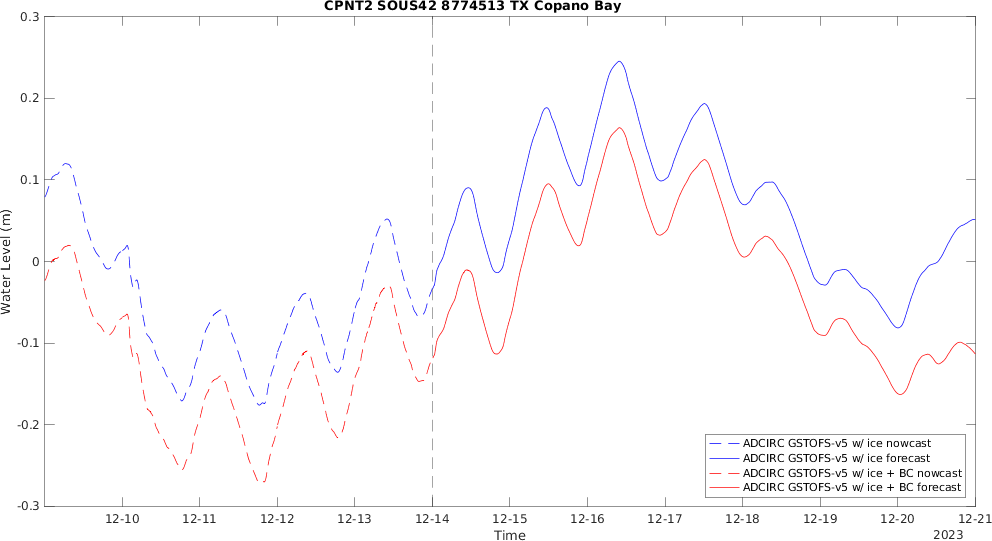 CPNT2 SOUS42 8774513 TX Copano Bay
0.3
0.2
0.1
0
-0.1
-0.2
-0.3
Water Level (m)
ADCIRC GSTOFS-v5 w/ ice nowcast
ADCIRC GSTOFS-v5 w/ ice forecast
ADCIRC GSTOFS-v5 w/ ice + BC nowcast
ADCIRC GSTOFS-v5 w/ ice + BC forecast
12-10 12-11 12-12 12-13 12-14 12-15 12-16 12-17 12-18 12-19 12-20 12-21
Time
2023